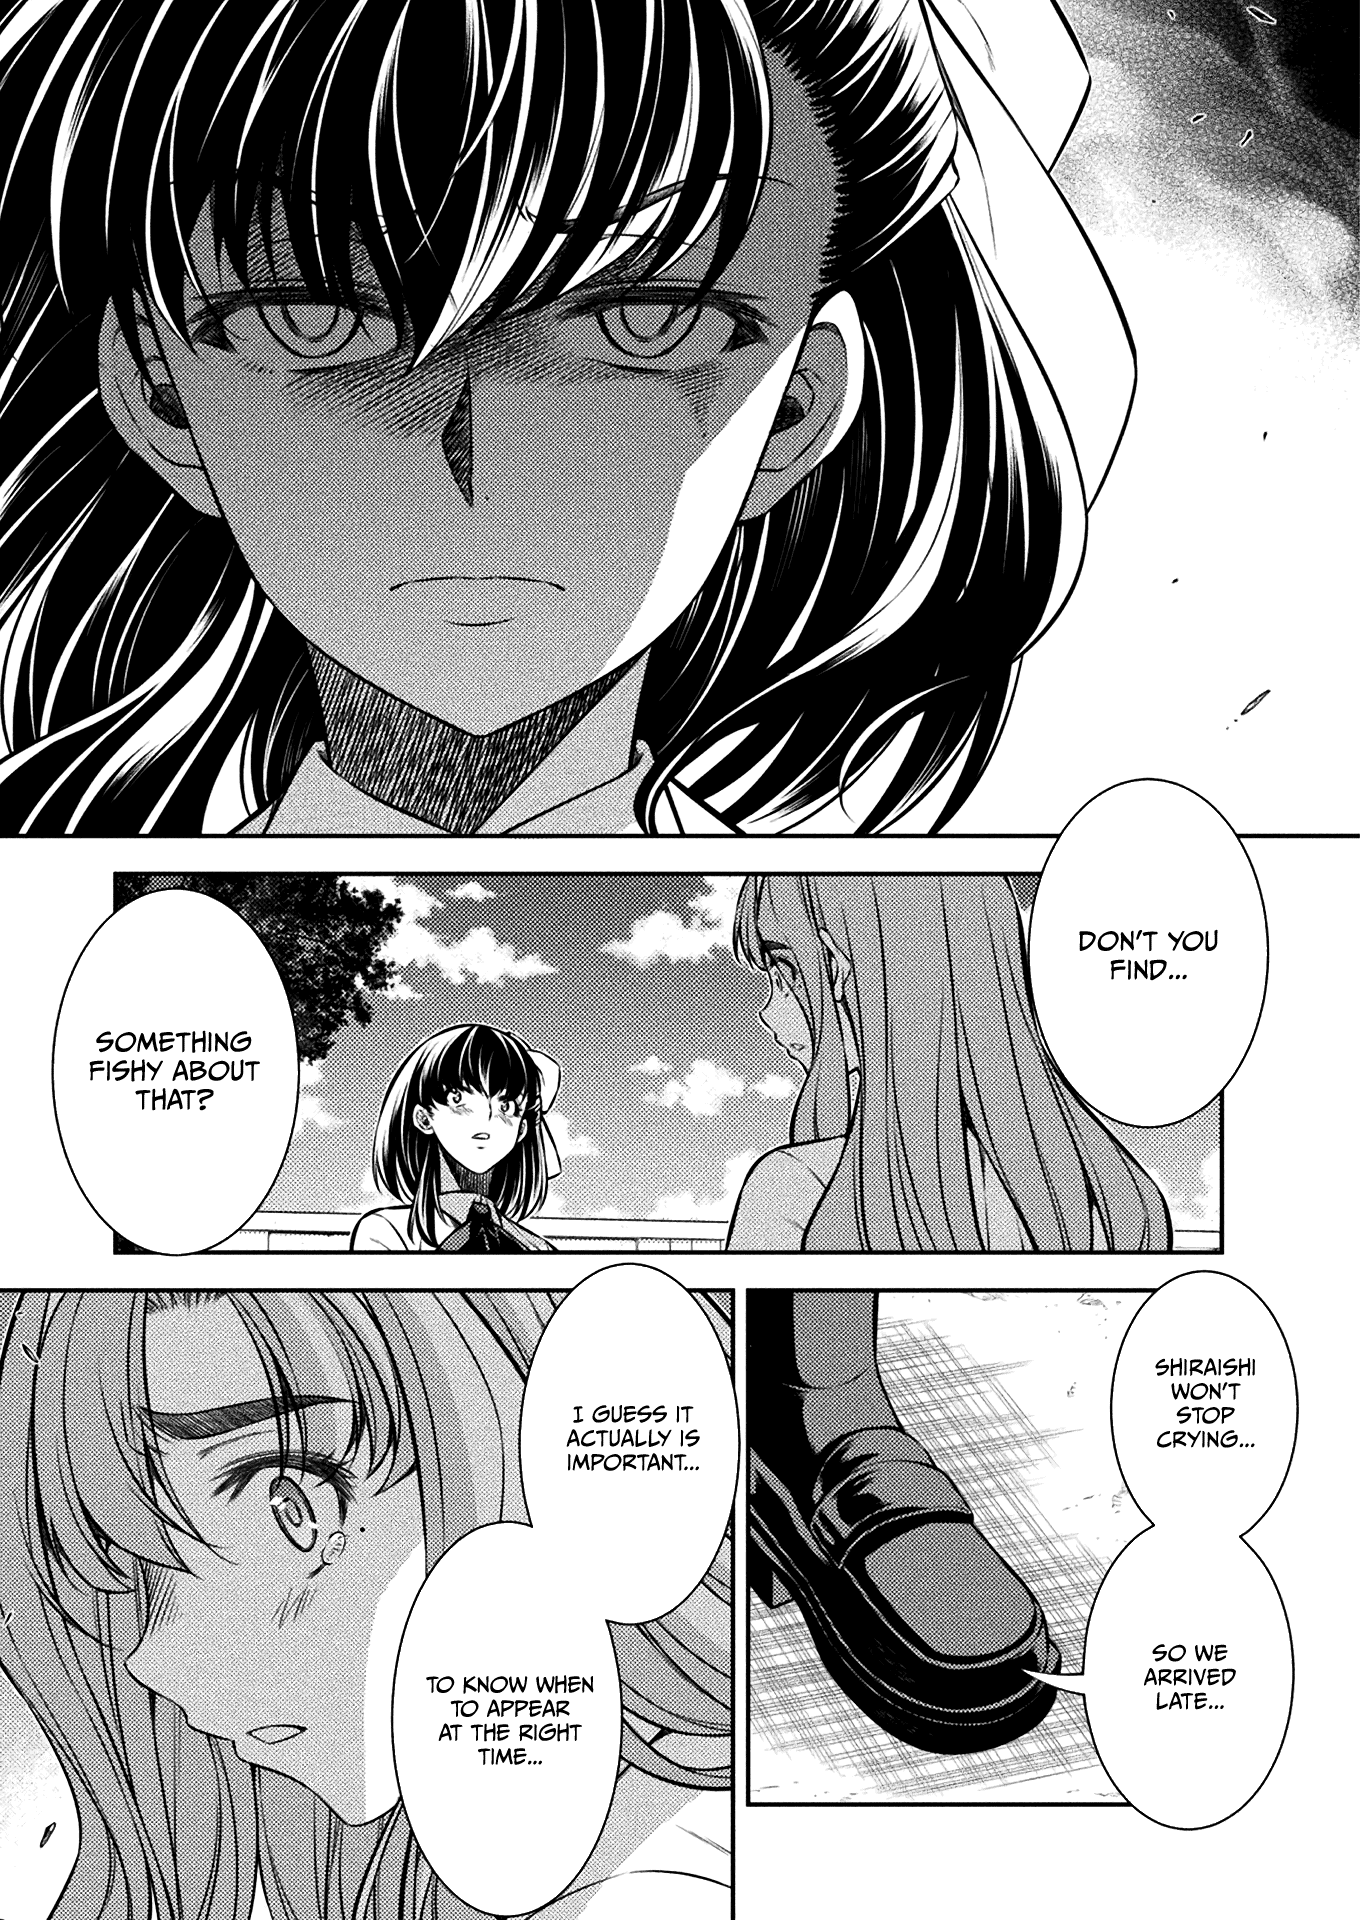 DON'T YOU
FIND...
SOMETHING
FISHY ABOUT
THAT?
SHIRAISHI
WON'T
STOP
CRYING...
SO WE
ARRIVED
LATE...
I GUESS IT
ACTUALLY IS
IMPORTANT...
TO KNOW WHEN
TO APPEAR
AT THE RIGHT
TIME...